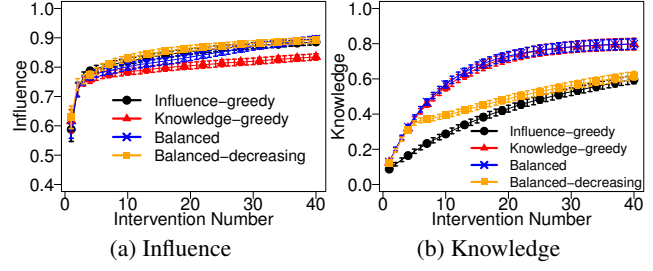 1.0
0.9
0.8
0.7
0.6
0.5
0.4
Influence
Influence−greedy
Knowledge−greedy
Balanced
Balanced−decreasing
0 10 20 30 40
Intervention Number
(a) Influence
1.0
0.8
0.6
0.4
0.2
0.0
Knowledge
Influence−greedy
Knowledge−greedy
Balanced
Balanced−decreasing
0 10 20 30 40
Intervention Number
(b) Knowledge